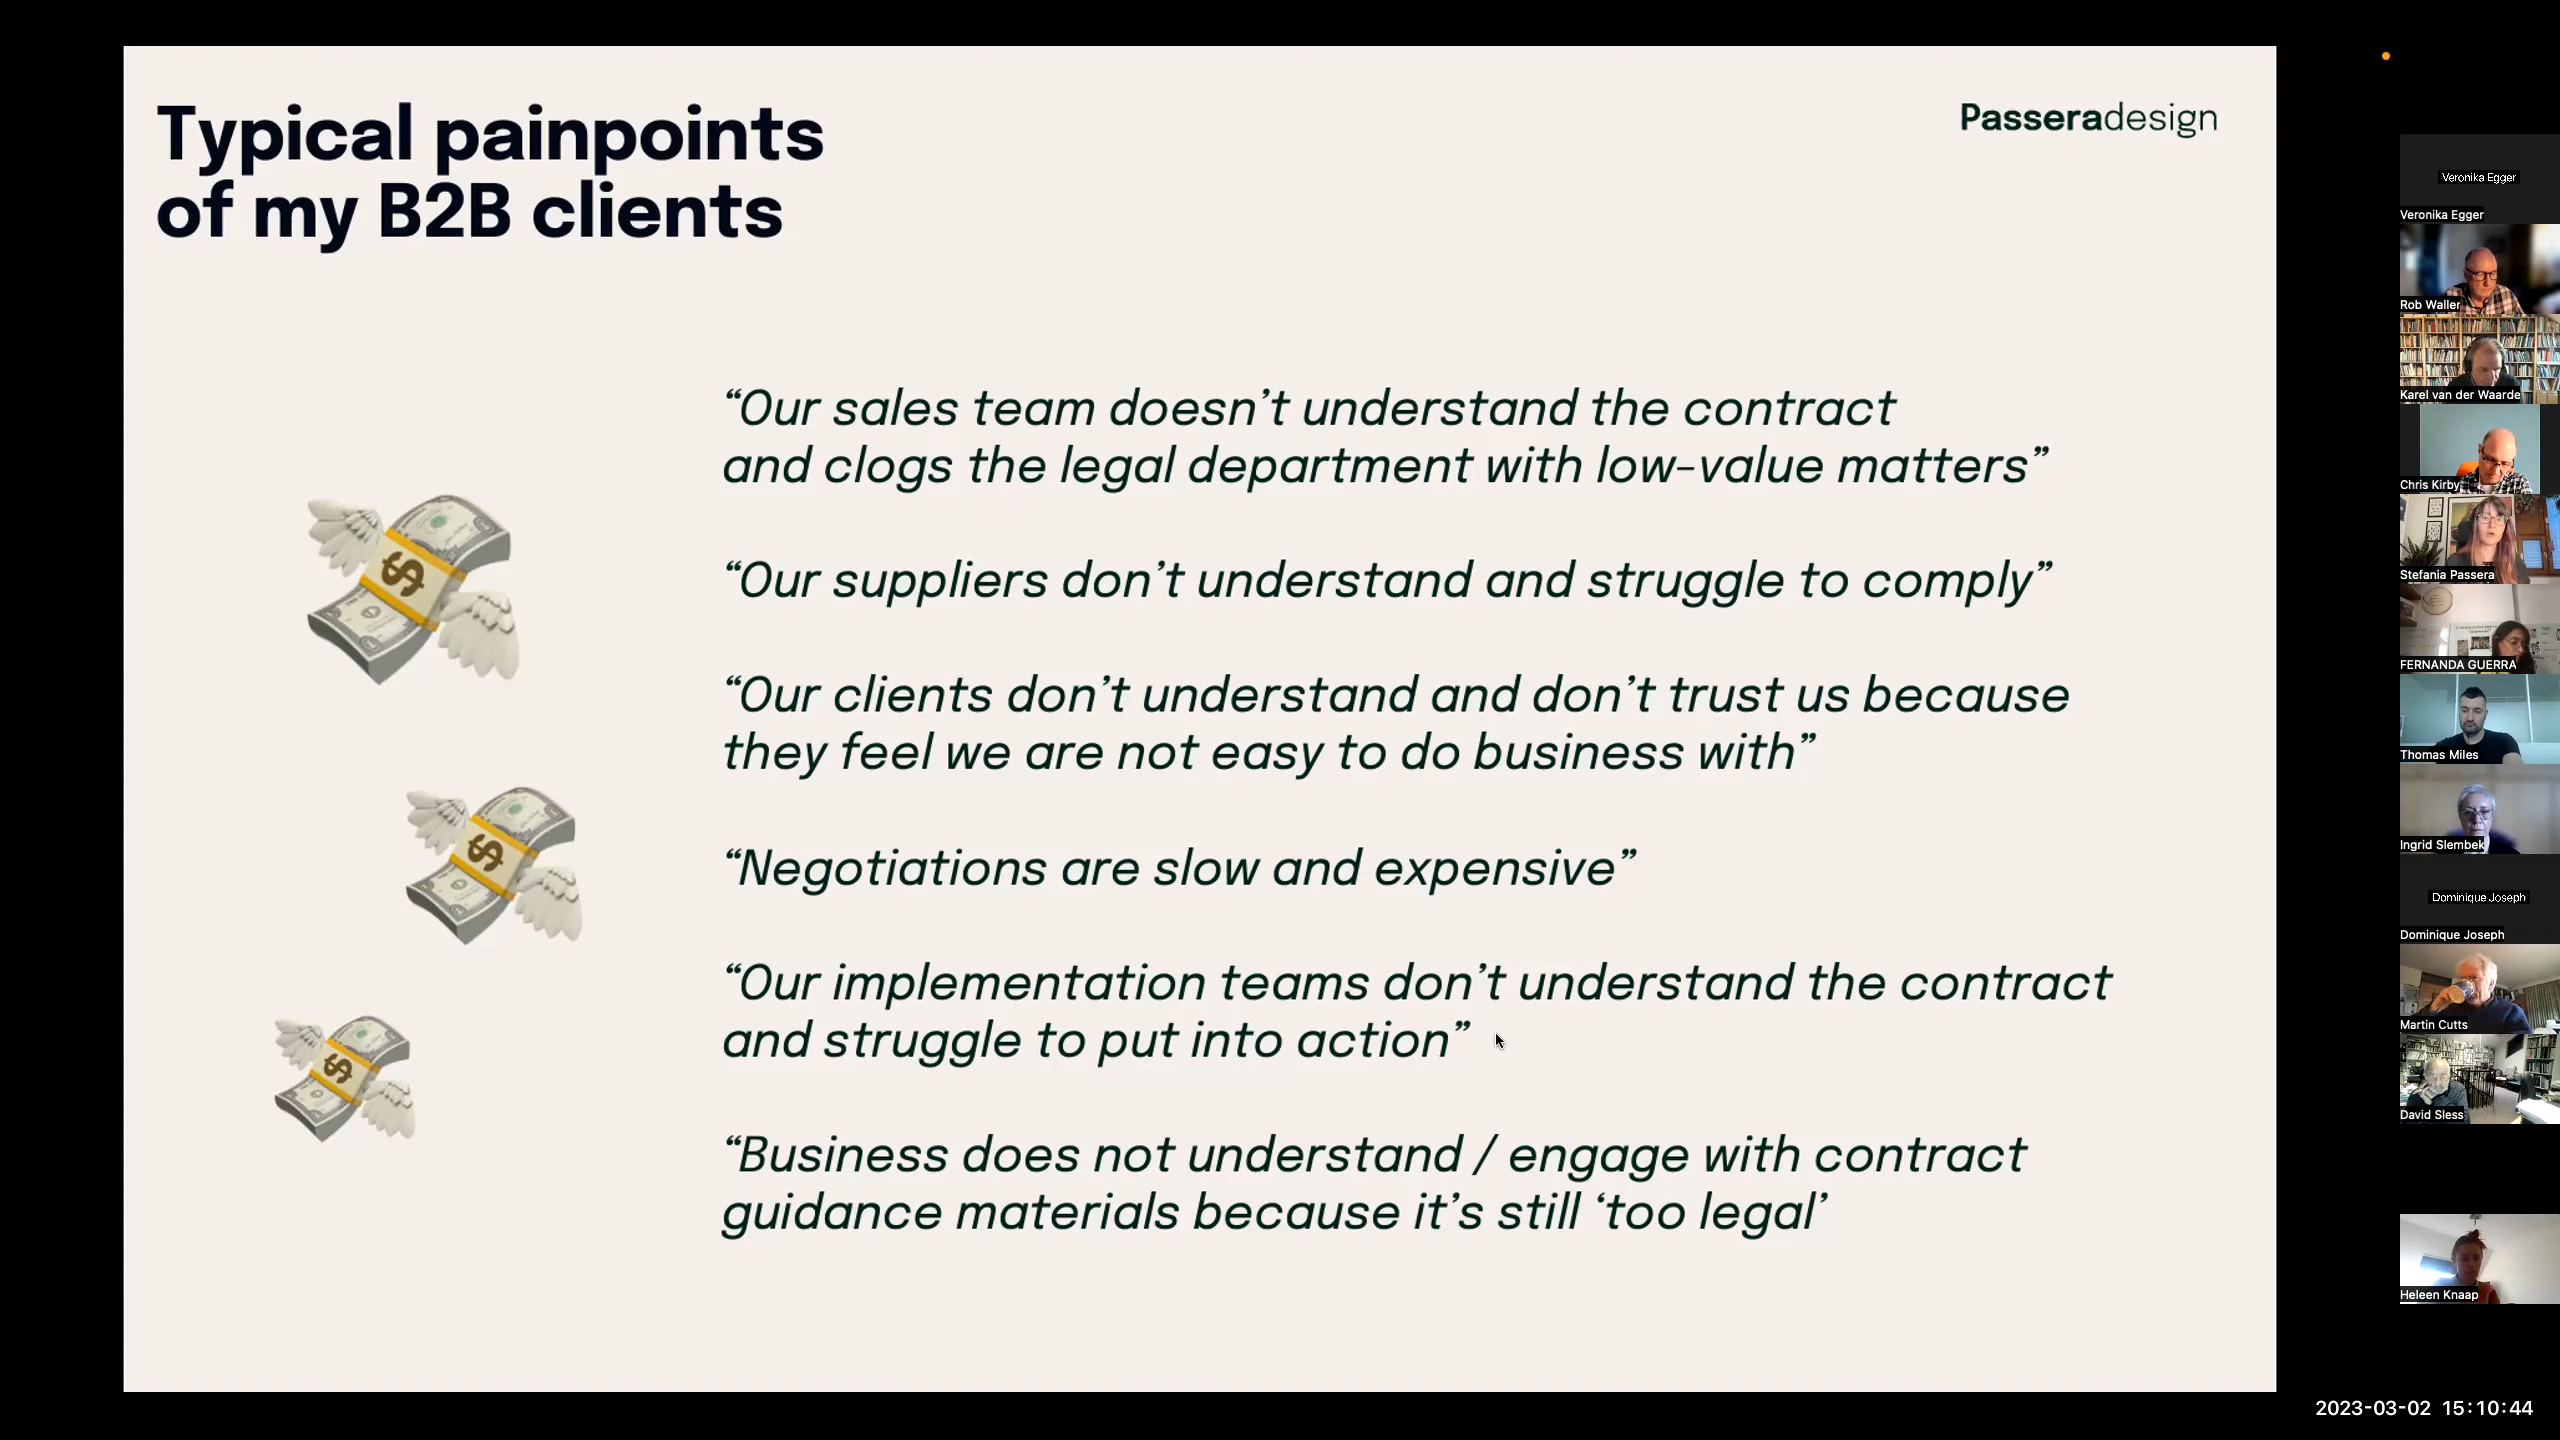 Typical painpoints
of my B2B clients
Passeradesign
“Our sales team doesn’t understand the contract
and clogs the legal department with low-value matters”
“Our suppliers don’t understand and struggle to comply”
“Our clients don’t understand and don’t trust us because
they feel we are not easy to do business with”
“Negotiations are slow and expensive”
“Our implementation teams don’t understand the contract
and struggle to put into action”
“Business does not understand / engage with contract
guidance materials because it’s still ‘too legal’
Veronika Egger
Veronika Egger
Rob Waller
Karel van der Waarde
Chris Kirby
Stefania Passera
FERNANDA GUERRA
Thomas Miles
Ingrid Slembek
Dominique Joseph
Dominique Joseph
Martin Cutts
David Sless
Heleen Knaap
2023-03-02 15:10:44